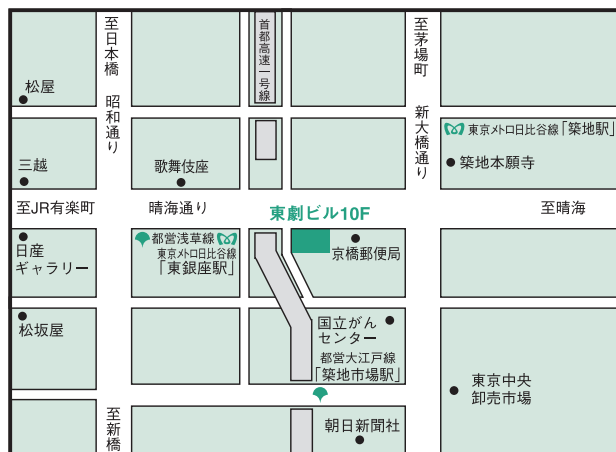 至日本橋
昭和通り
首都高速一号線
至茅場町
新大橋通り
松屋
東京メトロ日比谷線「築地駅」
三越
歌舞伎座
築地本願寺
至JR有楽町
晴海通り
東劇ビル10F
至晴海
日産
ギャラリー
都営浅草線
東京メトロ日比谷線
「東銀座駅」
京橋郵便局
松坂屋
国立がん
センター
都営大江戸線
「築地市場駅」
東京中央
卸売市場
至新橋
朝日新聞社